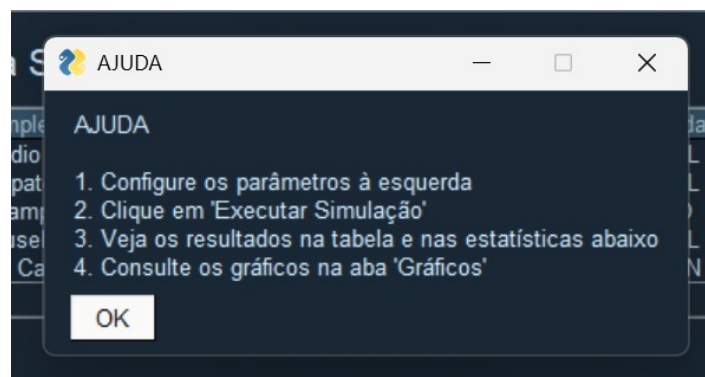 AJUDA
AJUDA
1. Configure os parâmetros à esquerda
2. Clique em 'Executar Simulação'
3. Veja os resultados na tabela e nas estatísticas abaixo
4. Consulte os gráficos na aba 'Gráficos'
OK